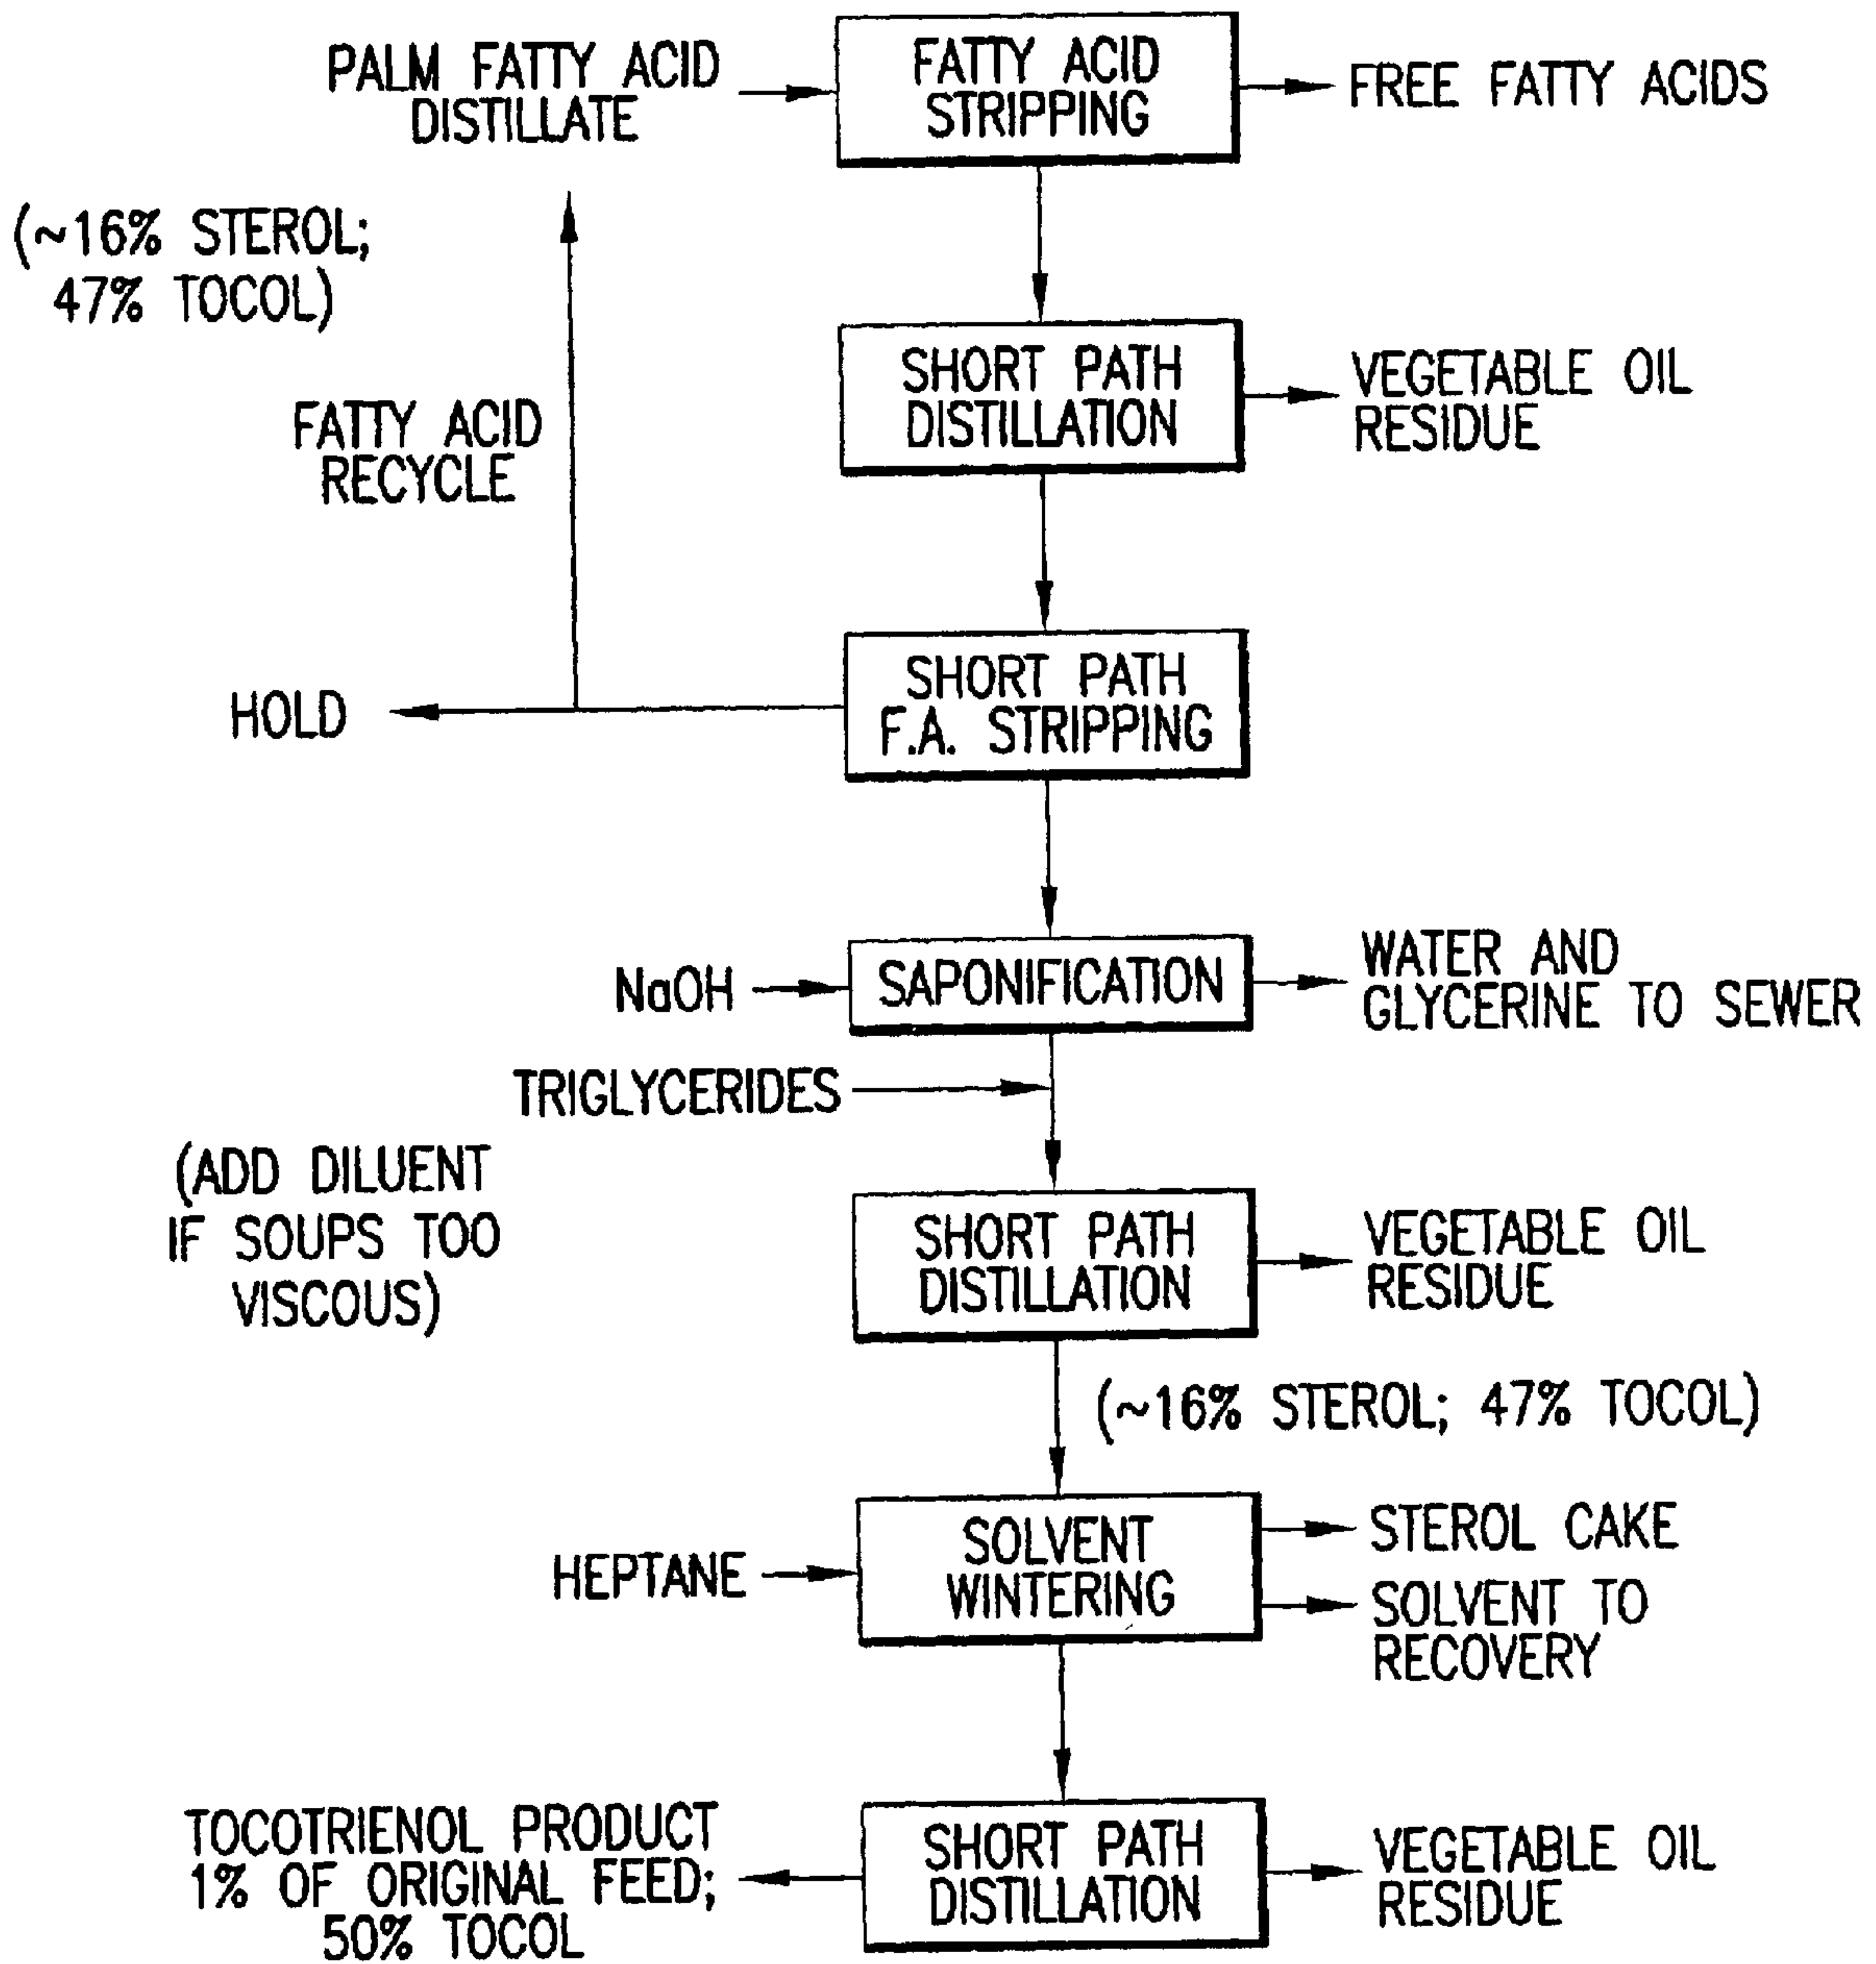 PALM FATTY ACID
DISTILLATE
FATTY ACID
STRIPPING
FREE FATTY ACIDS
(~16% STEROL;
47% TOCOL)
SHORT PATH
DISTILLATION
VEGETABLE OIL
RESIDUE
FATTY ACID
RECYCLE
SHORT PATH
F.A. STRIPPING
HOLD
NaOH
SAPONIFICATION
WATER AND
GLYCERINE TO SEWER
TRIGLYCERIDES
(ADD DILUENT
IF SOUPS TOO
VISCOUS)
SHORT PATH
DISTILLATION
VEGETABLE OIL
RESIDUE
(~16% STEROL; 47% TOCOL)
HEPTANE
SOLVENT
WINTERING
STEROL CAKE
SOLVENT TO
RECOVERY
TOCOTRIENOL PRODUCT
1% OF ORIGINAL FEED;
50% TOCOL
SHORT PATH
DISTILLATION
VEGETABLE OIL
RESIDUE